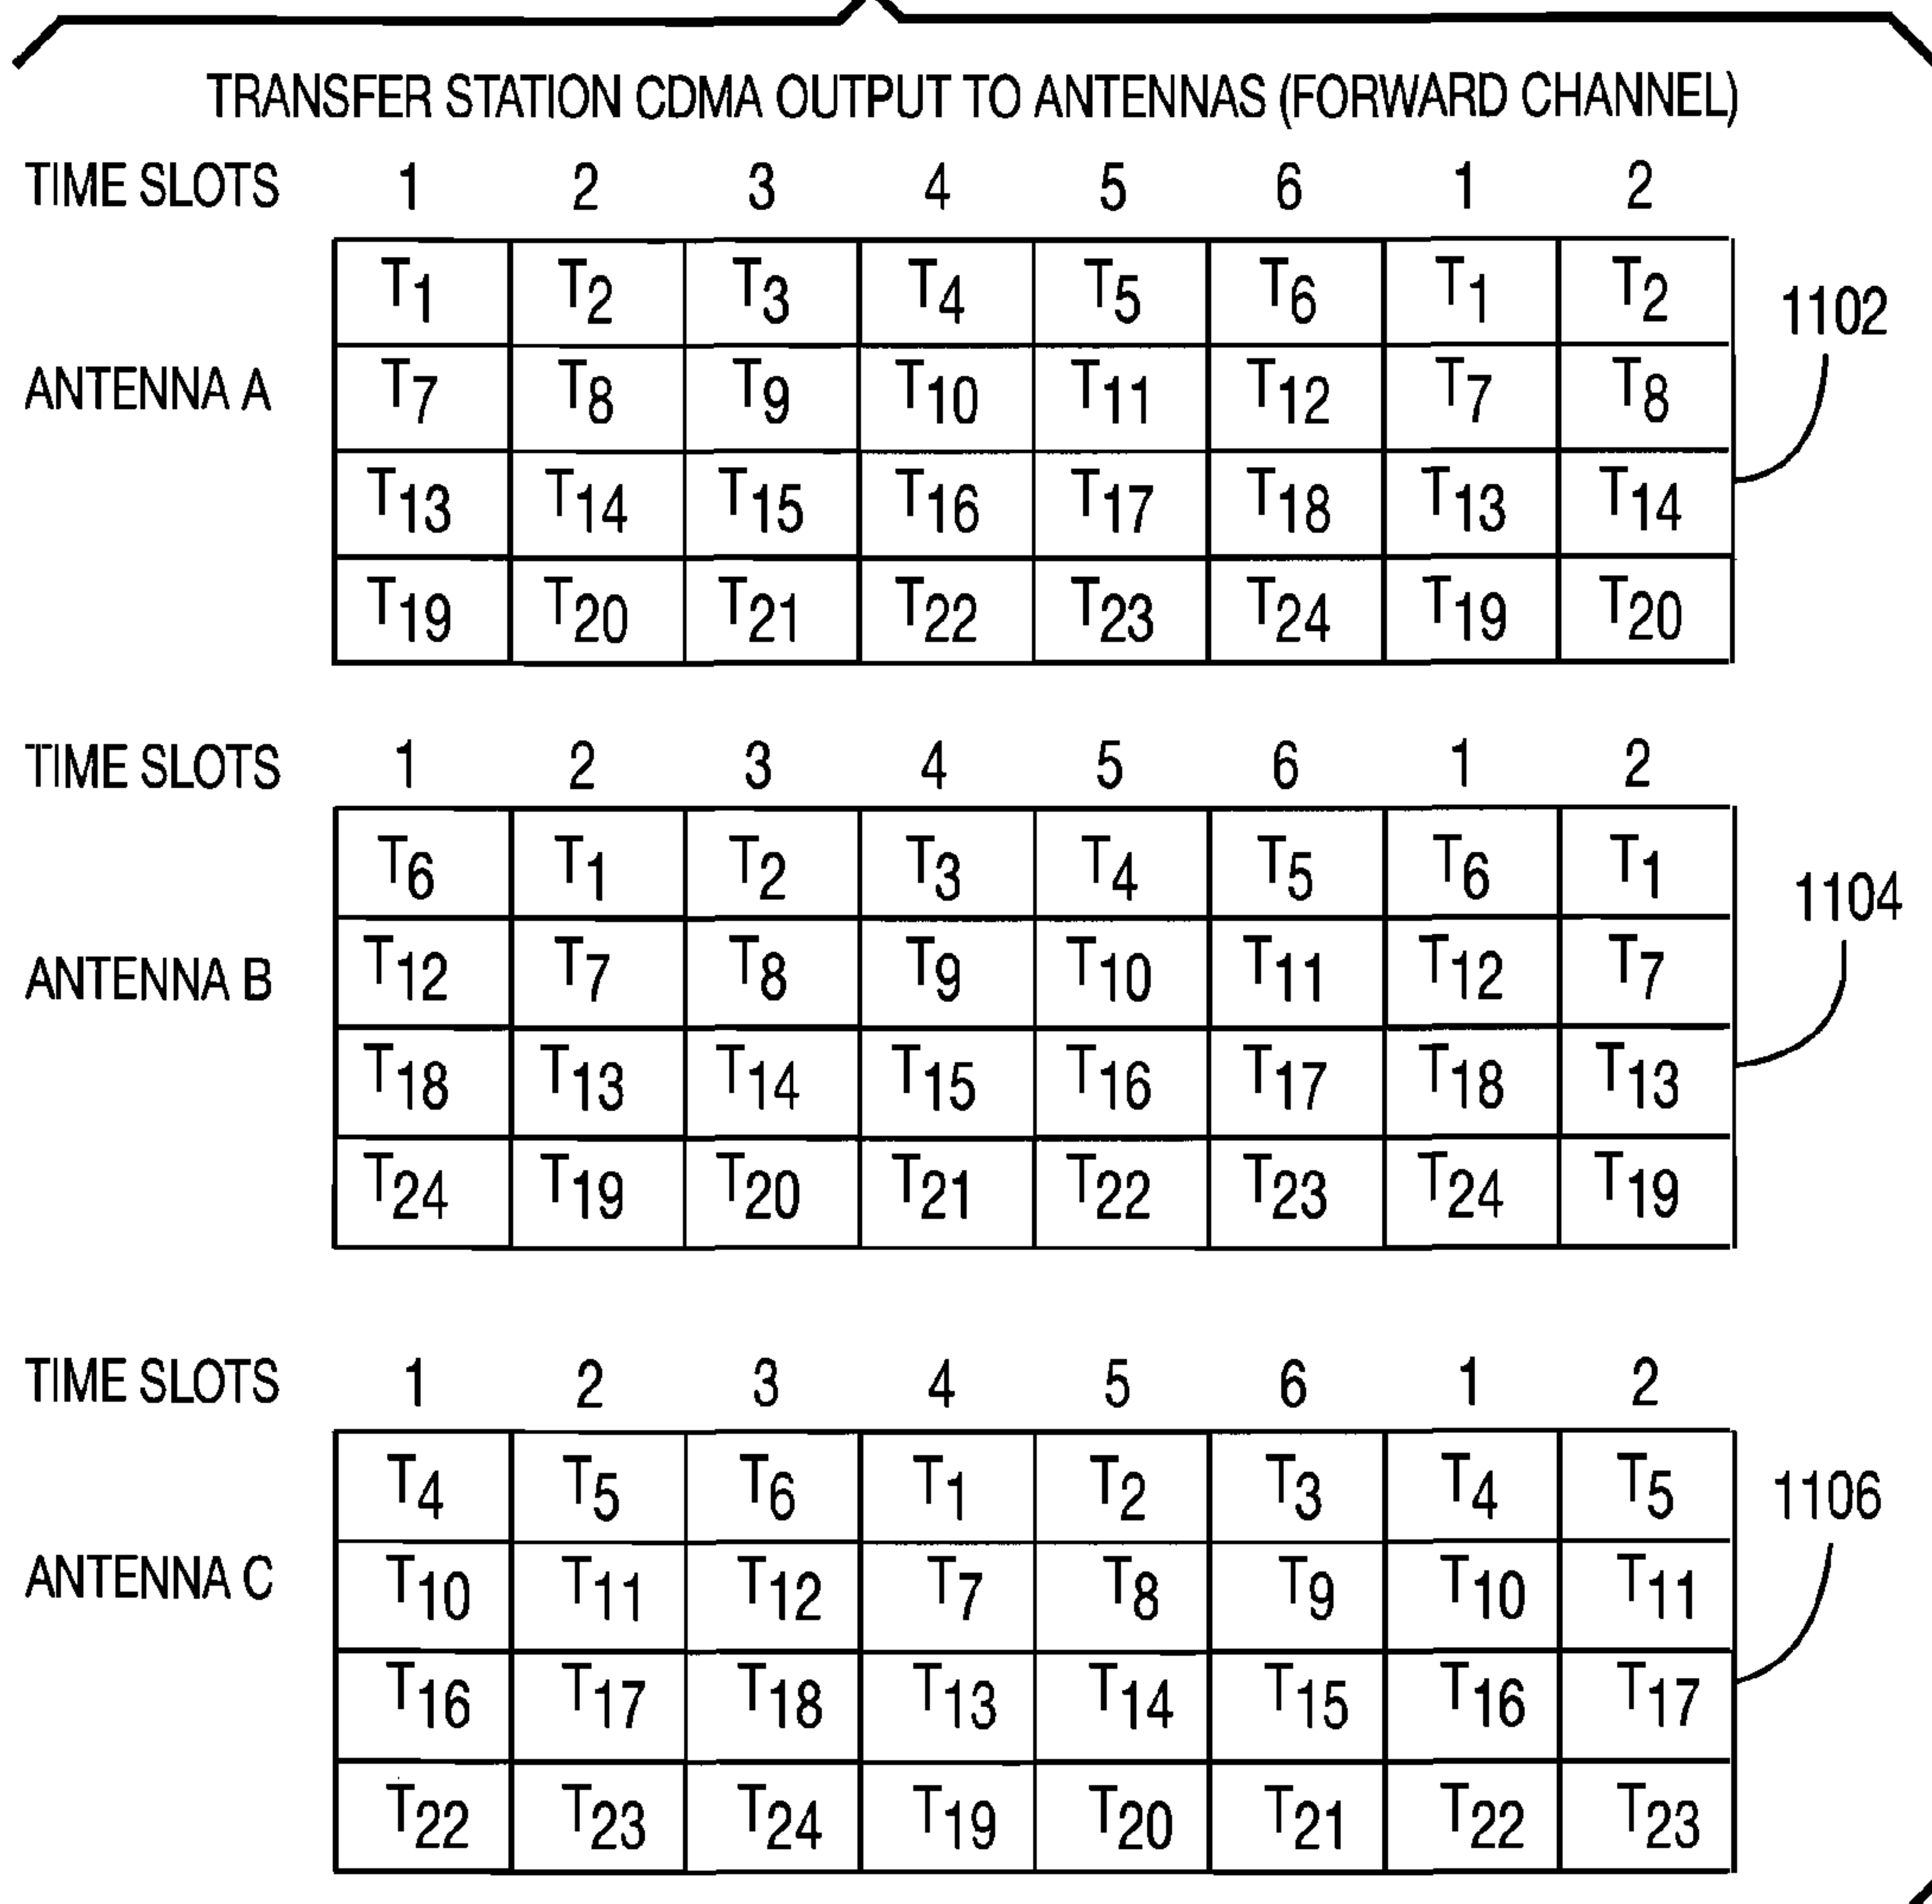 TRANSFER STATION CDMA OUTPUT TO ANTENNAS (FORWARD CHANNEL)
TIME SLOTS 1 2 3 4 5 6 1 2
T1 T2 T3 T4 T5 T6 T1 T2
1102
ANTENNA A T7 T8 T9 T10 T11 T12 T7 T8
T13 T14 T15 T16 T17 T18 T13 T14
T19 T20 T21 T22 T23 T24 T19 T20
TIME SLOTS 1 2 3 4 5 6 1 2
T6 T1 T2 T3 T4 T5 T6 T1
1104
ANTENNA B T12 T7 T8 T9 T10 T11 T12 T7
T18 T13 T14 T15 T16 T17 T18 T13
T24 T19 T20 T21 T22 T23 T24 T19
TIME SLOTS 1 2 3 4 5 6 1 2
T4 T5 T6 T1 T2 T3 T4 T5
1106
ANTENNA C T10 T11 T12 T7 T8 T9 T10 T11
T16 T17 T18 T13 T14 T15 T16 T17
T22 T23 T24 T19 T20 T21 T22 T23